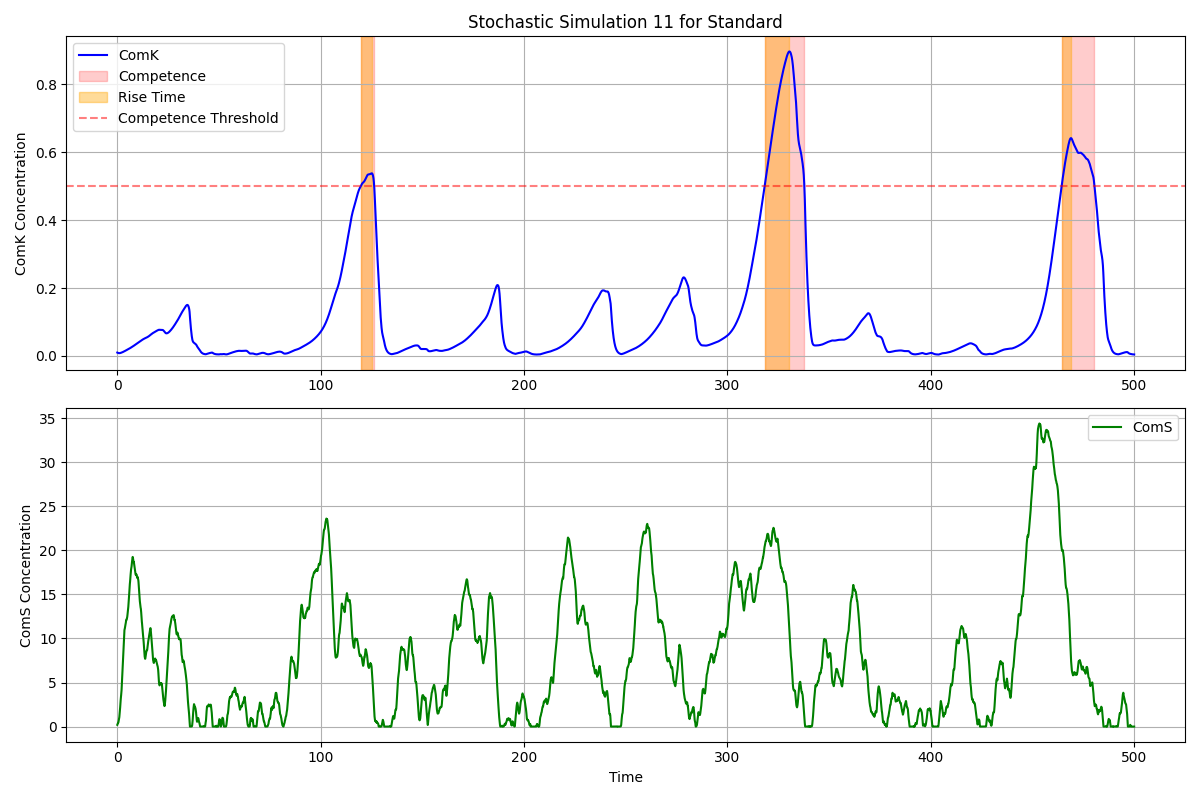 Stochastic Simulation 11 for Standard
ComK
Competence
Rise Time
Competence Threshold
ComK Concentration
0.8
0.6
0.4
0.2
0.0
0 100 200 300 400 500
ComS
ComS Concentration
35
30
25
20
15
10
5
0
0 100 200 300 400 500
Time